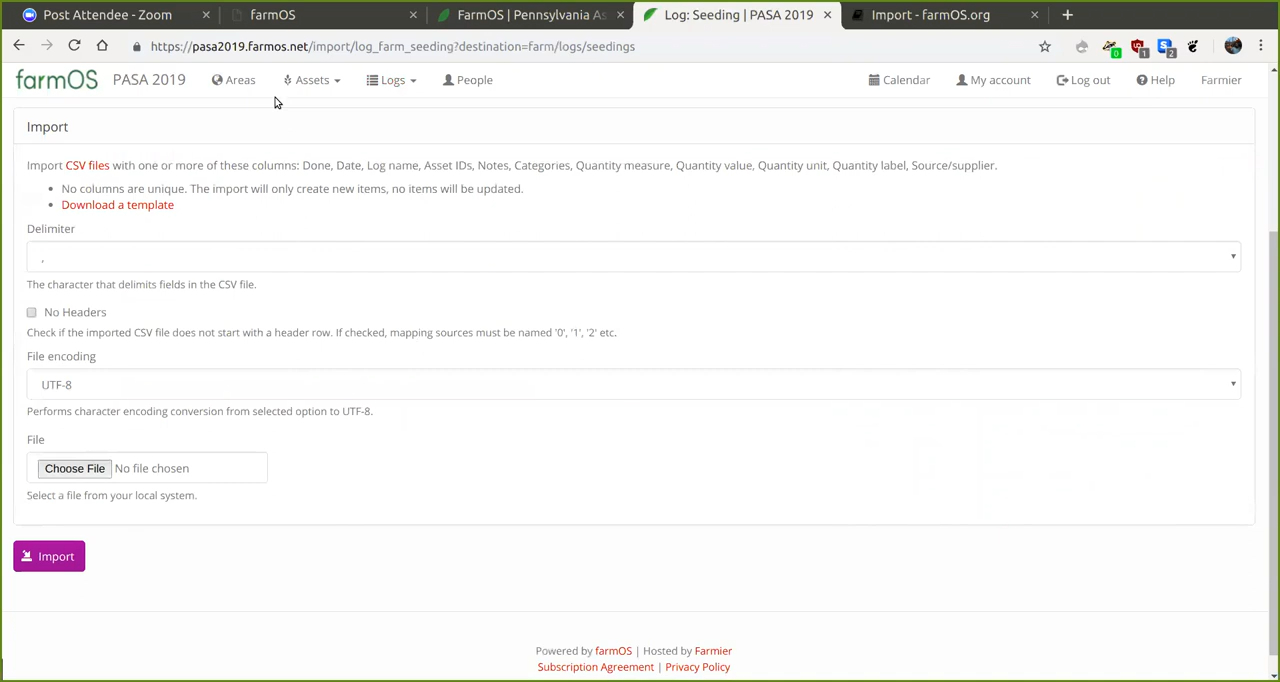 Post Attendee - Zoom
farmOS
FarmOS | Pennsylvania As
Log: Seeding | PASA 2019
Import - farmOS.org
https://pasa2019.farmos.net/import/log_farm_seeding?destination=farm/logs/seedings
0
1
2
farmOS
PASA 2019
Areas
Assets
Logs
People
Calendar
My account
Log out
Help
Farmier
Import
Import CSV files with one or more of these columns: Done, Date, Log name, Asset IDs, Notes, Categories, Quantity measure, Quantity value, Quantity unit, Quantity label, Source/supplier.
• No columns are unique. The import will only create new items, no items will be updated.
• Download a template
Delimiter
,
The character that delimits fields in the CSV file.
No Headers
Check if the imported CSV file does not start with a header row. If checked, mapping sources must be named '0', '1', '2' etc.
File encoding
UTF-8
Performs character encoding conversion from selected option to UTF-8.
File
Choose File No file chosen
Select a file from your local system.
Import
Powered by farmOS | Hosted by Farmier
Subscription Agreement | Privacy Policy